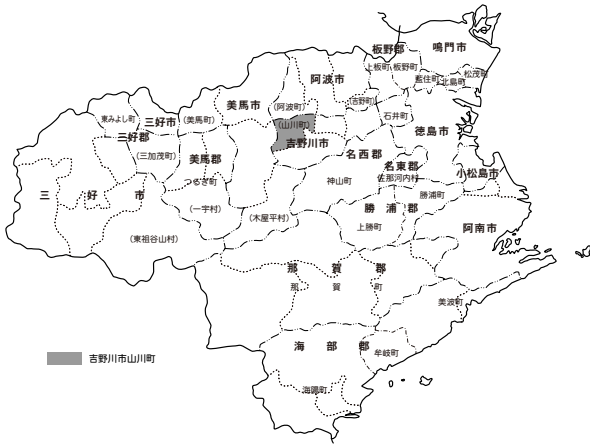 鳴門市
板野郡
上板町
板野町
松茂町
藍住町
北島町
阿波市
美馬市
(阿波町)
(吉野町)
石井町
東みよし町
三好市
(美馬町)
(山川町)
徳島市
三好郡
吉野川市
(三加茂町)
美馬郡
名西郡
名東郡
佐那河内村
小松島市
つるぎ町
神山町
三好市
(一宇村)
勝浦郡
勝浦町
(木屋平村)
上勝町
阿南市
(東祖谷山村)
那賀郡
那賀町
美波町
海部郡
牟岐町
吉野川市山川町
海陽町